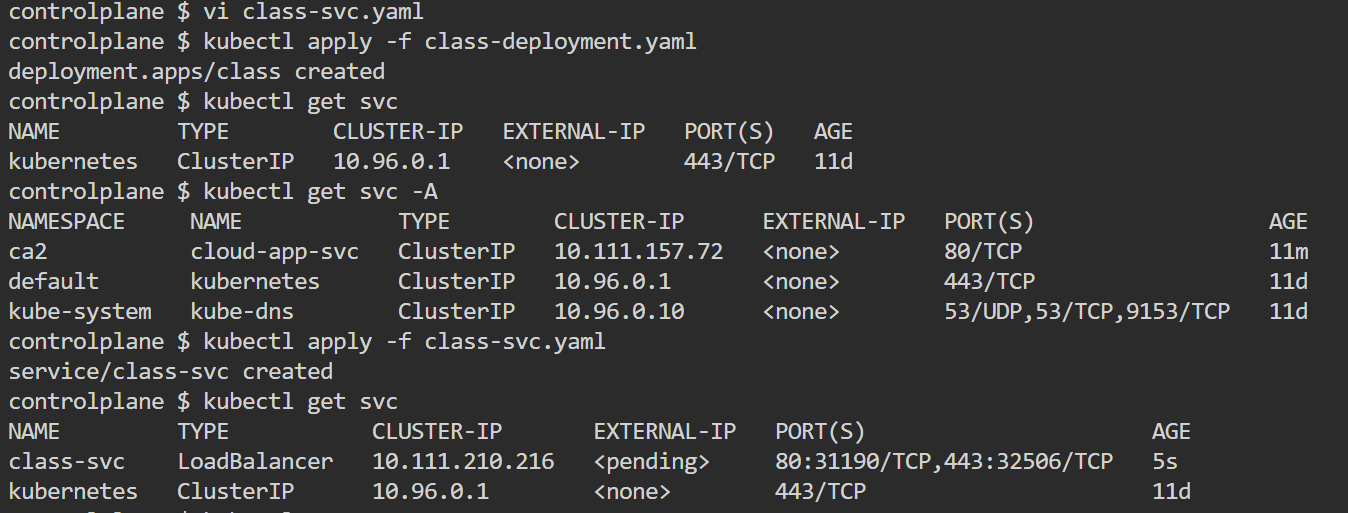 controlplane $ vi class-svc.yaml
controlplane $ kubectl apply -f class-deployment.yaml
deployment.apps/class created
controlplane $ kubectl get svc
NAME         TYPE        CLUSTER-IP   EXTERNAL-IP   PORT(S)   AGE
kubernetes   ClusterIP   10.96.0.1    <none>        443/TCP   11d
controlplane $ kubectl get svc -A
NAMESPACE     NAME            TYPE        CLUSTER-IP      EXTERNAL-IP   PORT(S)                  AGE
ca2           cloud-app-svc   ClusterIP   10.111.157.72   <none>        80/TCP                   11m
default       kubernetes      ClusterIP   10.96.0.1       <none>        443/TCP                  11d
kube-system   kube-dns        ClusterIP   10.96.0.10      <none>        53/UDP,53/TCP,9153/TCP   11d
controlplane $ kubectl apply -f class-svc.yaml
service/class-svc created
controlplane $ kubectl get svc
NAME         TYPE           CLUSTER-IP       EXTERNAL-IP   PORT(S)                      AGE
class-svc    LoadBalancer   10.111.210.216   <pending>     80:31190/TCP,443:32506/TCP   5s
kubernetes   ClusterIP      10.96.0.1        <none>        443/TCP                      11d